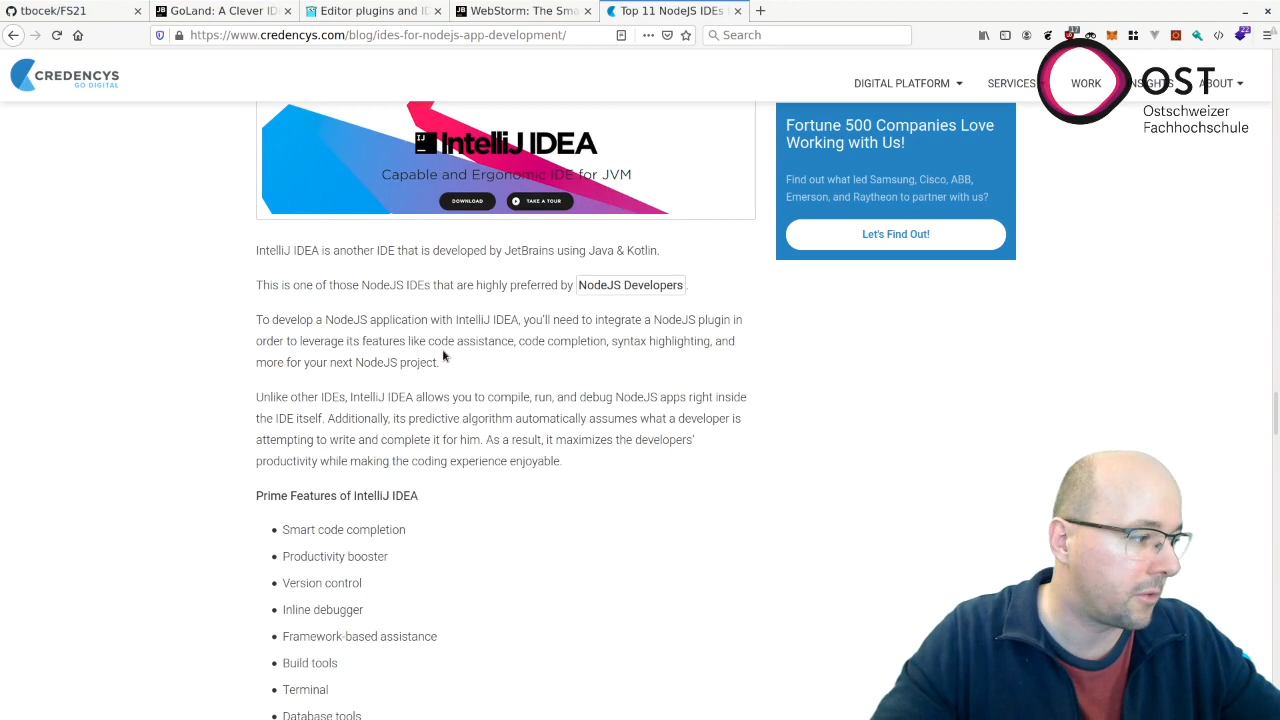 tbocek/FS21
GoLand: A Clever ID
Editor plugins and ID
WebStorm: The Sma
Top 11 NodeJS IDEs
https://www.credencys.com/blog/ides-for-nodejs-app-development/
Search
CREDENCYS
GO DIGITAL
DIGITAL PLATFORM
SERVICES
WORK
INSIGHTS
ABOUT
OST
Ostschweizer
Fachhochschule
IJ
IntelliJ IDEA
Capable and Ergonomic IDE for JVM
DOWNLOAD
TAKE A TOUR
Fortune 500 Companies Love
Working with Us!
Find out what led Samsung, Cisco, ABB,
Emerson, and Raytheon to partner with us?
Let's Find Out!
IntelliJ IDEA is another IDE that is developed by JetBrains using Java & Kotlin.
This is one of those NodeJS IDEs that are highly preferred by NodeJS Developers.
To develop a NodeJS application with IntelliJ IDEA, you’ll need to integrate a NodeJS plugin in
order to leverage its features like code assistance, code completion, syntax highlighting, and
more for your next NodeJS project.
Unlike other IDEs, IntelliJ IDEA allows you to compile, run, and debug NodeJS apps right inside
the IDE itself. Additionally, its predictive algorithm automatically assumes what a developer is
attempting to write and complete it for him. As a result, it maximizes the developers’
productivity while making the coding experience enjoyable.
Prime Features of IntelliJ IDEA
Smart code completion
Productivity booster
Version control
Inline debugger
Framework-based assistance
Build tools
Terminal
Database tools